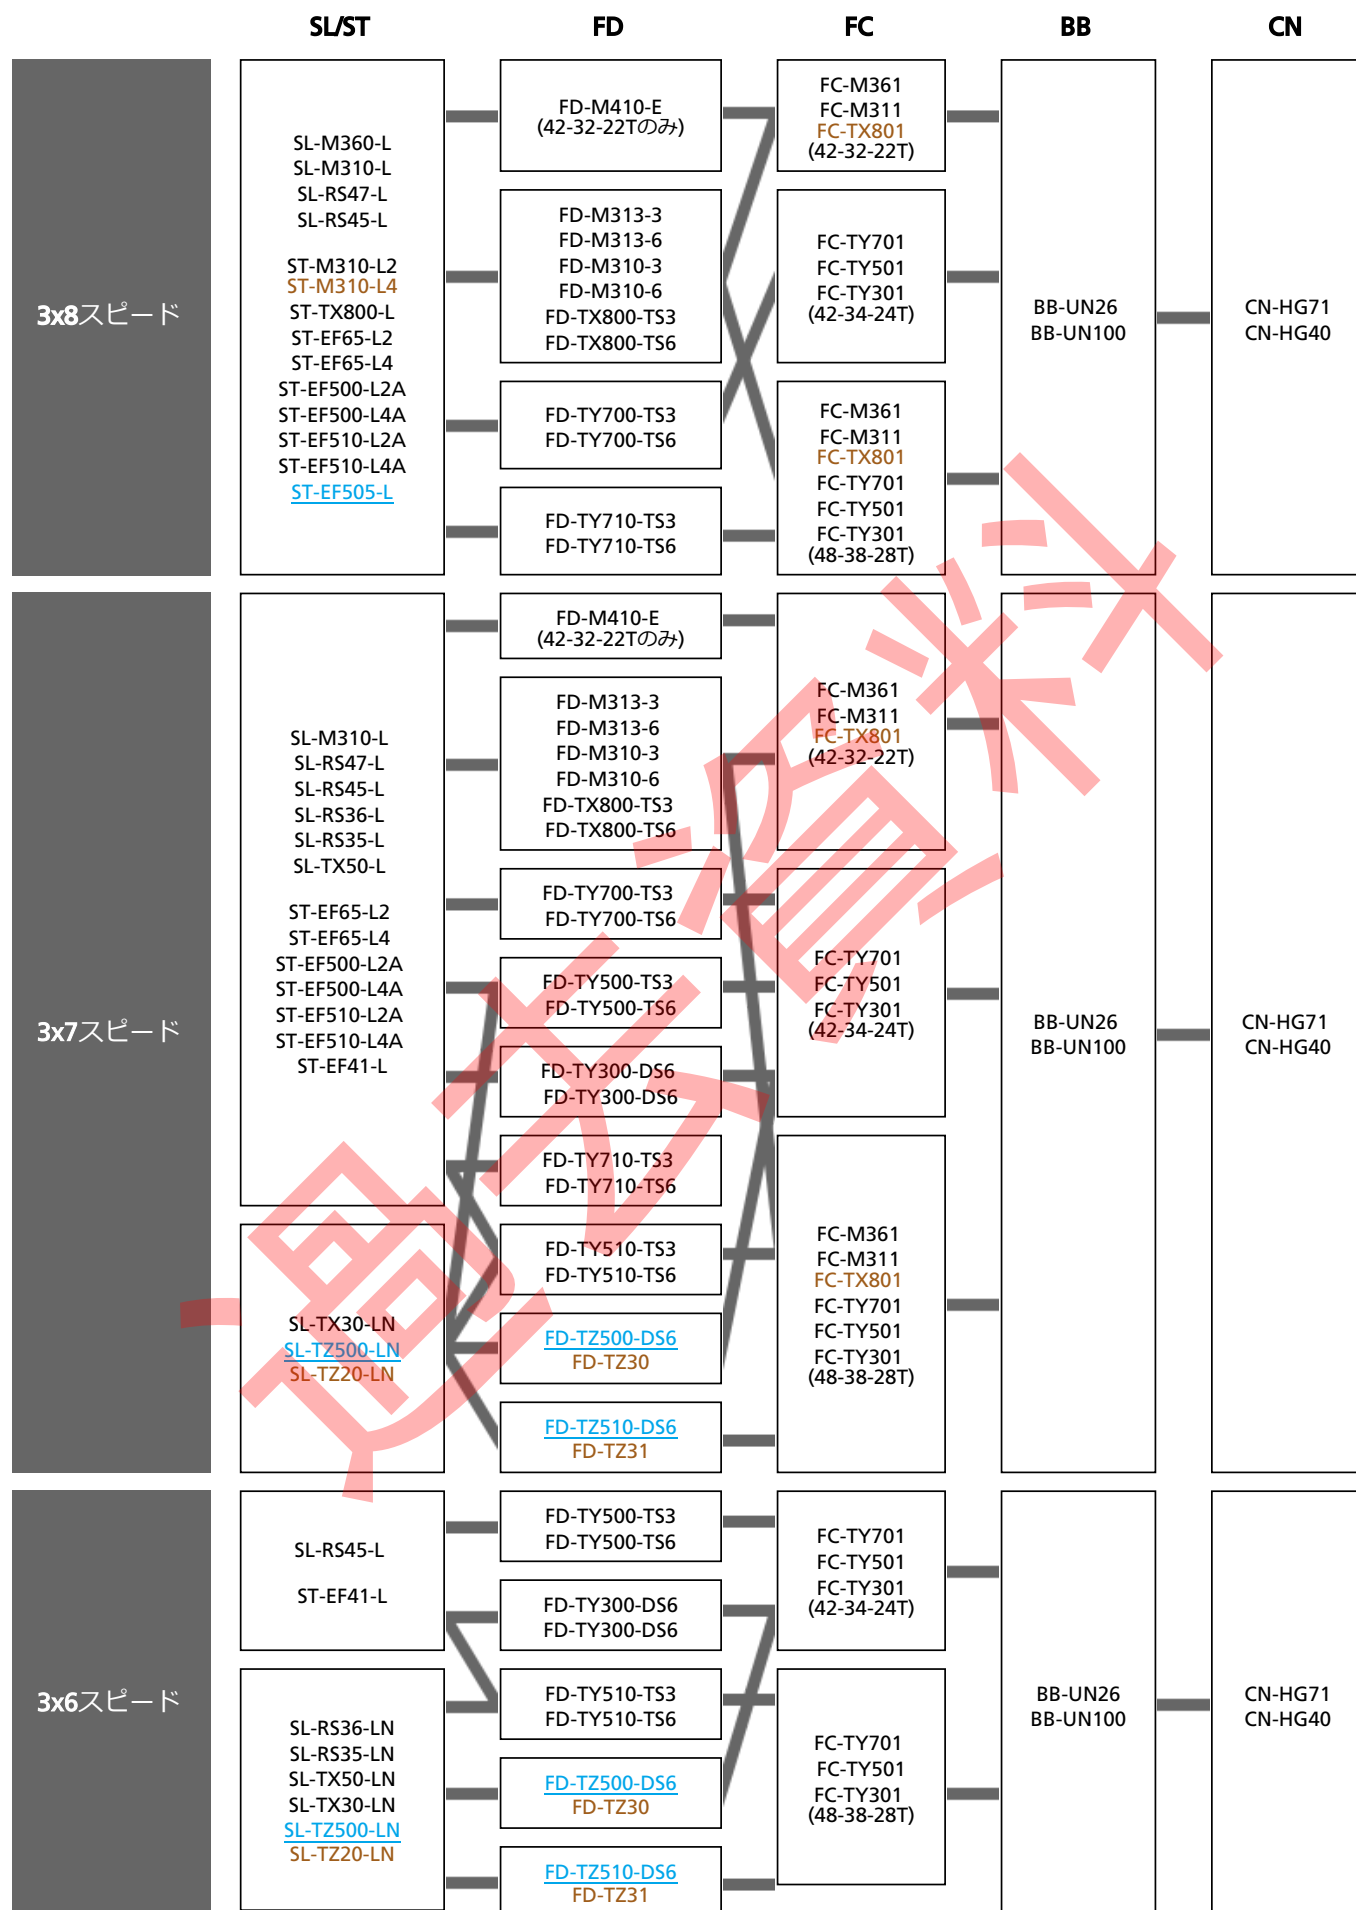 SL/ST
FD
FC
BB
CN
3x8スピード
SL-M360-L
SL-M310-L
SL-RS47-L
SL-RS45-L
ST-M310-L2
ST-M310-L4
ST-TX800-L
ST-EF65-L2
ST-EF65-L4
ST-EF500-L2A
ST-EF500-L4A
ST-EF510-L2A
ST-EF510-L4A
ST-EF505-L
FD-M410-E
(42-32-22Tのみ)
FD-M313-3
FD-M313-6
FD-M310-3
FD-M310-6
FD-TX800-TS3
FD-TX800-TS6
FD-TY700-TS3
FD-TY700-TS6
FD-TY710-TS3
FD-TY710-TS6
FC-M361
FC-M311
FC-TX801
(42-32-22T)
FC-TY701
FC-TY501
FC-TY301
(42-34-24T)
FC-M361
FC-M311
FC-TX801
FC-TY701
FC-TY501
FC-TY301
(48-38-28T)
BB-UN26
BB-UN100
CN-HG71
CN-HG40
3x7スピード
SL-M310-L
SL-RS47-L
SL-RS45-L
SL-RS36-L
SL-RS35-L
SL-TX50-L
ST-EF65-L2
ST-EF65-L4
ST-EF500-L2A
ST-EF500-L4A
ST-EF510-L2A
ST-EF510-L4A
ST-EF41-L
SL-TX30-LN
SL-TZ500-LN
SL-TZ20-LN
FD-M410-E
(42-32-22Tのみ)
FD-M313-3
FD-M313-6
FD-M310-3
FD-M310-6
FD-TX800-TS3
FD-TX800-TS6
FD-TY700-TS3
FD-TY700-TS6
FD-TY500-TS3
FD-TY500-TS6
FD-TY300-DS6
FD-TY300-DS6
FD-TY710-TS3
FD-TY710-TS6
FD-TY510-TS3
FD-TY510-TS6
FD-TZ500-DS6
FD-TZ30
FD-TZ510-DS6
FD-TZ31
FC-M361
FC-M311
FC-TX801
(42-32-22T)
FC-TY701
FC-TY501
FC-TY301
(42-34-24T)
FC-M361
FC-M311
FC-TX801
FC-TY701
FC-TY501
FC-TY301
(48-38-28T)
BB-UN26
BB-UN100
CN-HG71
CN-HG40
3x6スピード
SL-RS45-L
ST-EF41-L
SL-RS36-LN
SL-RS35-LN
SL-TX50-LN
SL-TX30-LN
SL-TZ500-LN
SL-TZ20-LN
FD-TY500-TS3
FD-TY500-TS6
FD-TY300-DS6
FD-TY300-DS6
FD-TY510-TS3
FD-TY510-TS6
FD-TZ500-DS6
FD-TZ30
FD-TZ510-DS6
FD-TZ31
FC-TY701
FC-TY501
FC-TY301
(42-34-24T)
FC-TY701
FC-TY501
FC-TY301
(48-38-28T)
BB-UN26
BB-UN100
CN-HG71
CN-HG40
過去資料